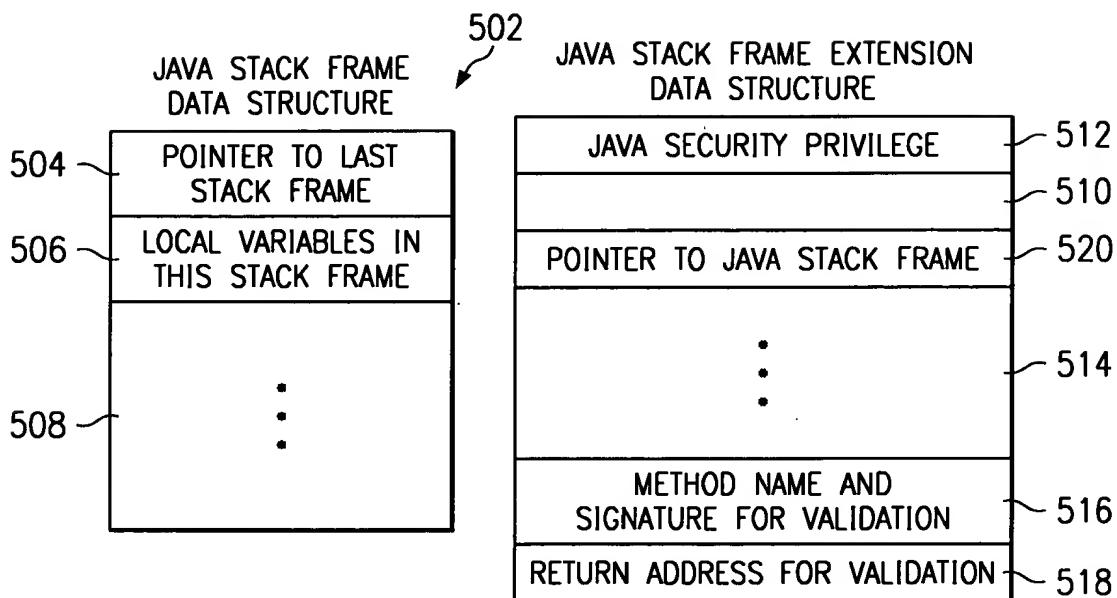 502
JAVA STACK FRAME
DATA STRUCTURE
504
POINTER TO LAST
STACK FRAME
506
LOCAL VARIABLES IN
THIS STACK FRAME
508
JAVA STACK FRAME EXTENSION
DATA STRUCTURE
JAVA SECURITY PRIVILEGE
512
510
POINTER TO JAVA STACK FRAME
520
514
METHOD NAME AND
SIGNATURE FOR VALIDATION
516
RETURN ADDRESS FOR VALIDATION
518